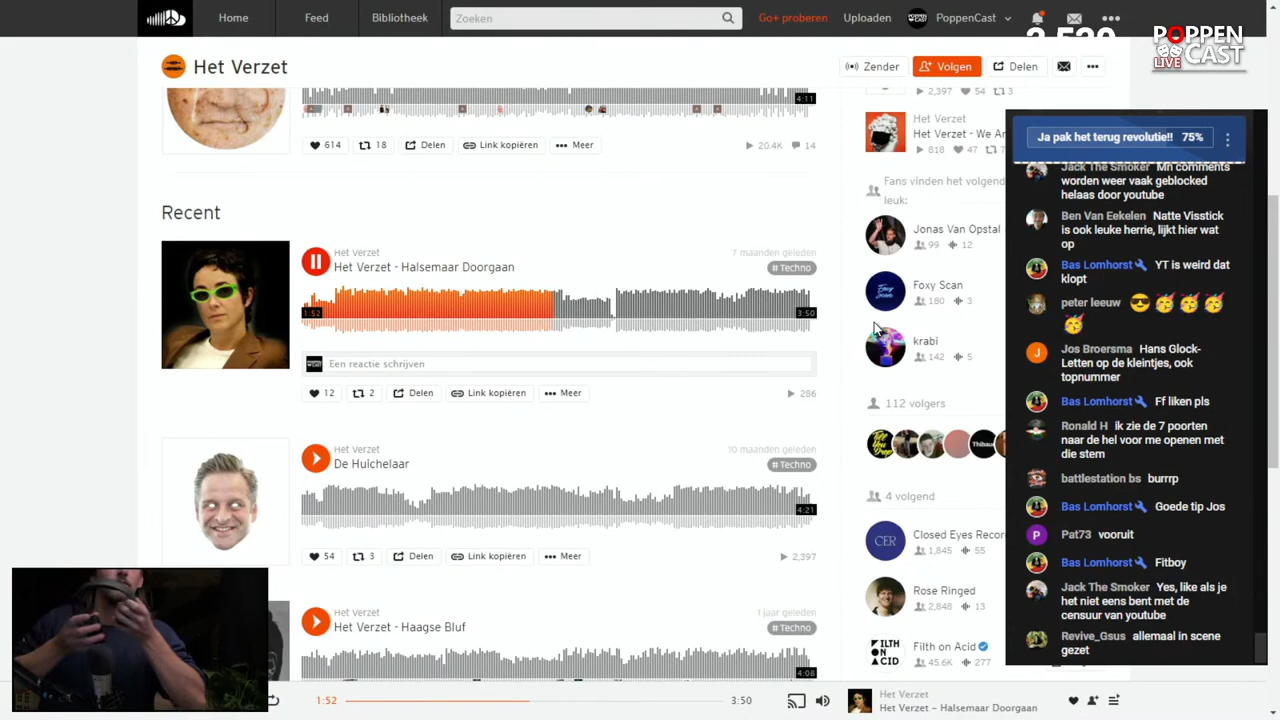 Home
Feed
Bibliotheek
Zoeken
Go+ proberen
Uploaden
PoppenCast
POPPEN
LIVE CAST
Het Verzet
Zender
Volgen
Delen
4:11
614
18
Delen
Link kopiëren
Meer
20.4K
14
Recent
Het Verzet
7 maanden geleden
Het Verzet - Halsemaar Doorgaan
# Techno
1:52
3:50
Een reactie schrijven
12
2
Delen
Link kopiëren
Meer
286
Het Verzet
10 maanden geleden
De Huichelaar
# Techno
4:21
54
3
Delen
Link kopiëren
Meer
2,397
Het Verzet
1 jaar geleden
Het Verzet - Haagse Bluf
# Techno
4:08
2,397
54
3
Het Verzet
Het Verzet - We Ar
818
47
7
Fans vinden het volgend
leuk:
Jonas Van Opstal
99
12
Foxy Scan
180
3
krabi
142
5
112 volgers
4 volgend
Closed Eyes Recor
1,845
55
Rose Ringed
2,848
13
Filth on Acid
45.6K
277
FILTH
ON
ACID
CER
Ja pak het terug revolutie!! 75%
Jack The Smoker Mn comments
worden weer vaak geblocked
helaas door youtube
Ben Van Eekelen Natte Visstick
is ook leuke herrie, lijkt hier wat
op
Bas Lomhorst YT is weird dat
klopt
peter leeuw 😎🥳🥳🥳
🥳
Jos Broersma Hans Glock-
Letten op de kleintjes, ook
topnummer
Bas Lomhorst Ff liken pls
Ronald H ik zie de 7 poorten
naar de hel voor me openen met
die stem
battlestation bs burrrp
Bas Lomhorst Goede tip Jos
Pat73 vooruit
Bas Lomhorst Fitboy
Jack The Smoker Yes, like als je
het niet eens bent met de
censuur van youtube
Revive_Gsus allemaal in scene
gezet
1:52
3:50
Het Verzet
Het Verzet – Halsemaar Doorgaan